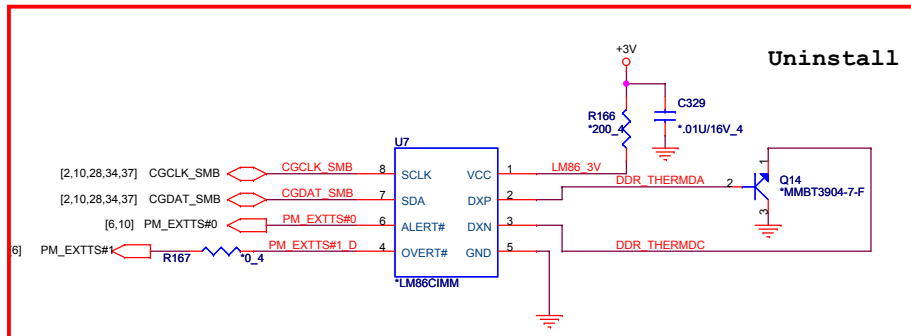 Uninstall
+3V
C329
*.01U/16V_4
R166
*200_4
U7
[2,10,28,34,37] CGCLK_SMB
CGCLK_SMB
8
SCLK
VCC
1
LM86_3V
[2,10,28,34,37] CGDAT_SMB
CGDAT_SMB
7
SDA
DXP
2
DDR_THERMDA
2
1
3
Q14
*MMBT3904-7-F
[6,10] PM_EXTTS#0
PM_EXTTS#0
6
ALERT#
DXN
3
DDR_THERMDC
6] PM_EXTTS#1
R167
*0_4
PM_EXTTS#1_D
4
OVERT#
GND
5
*LM86CIMM